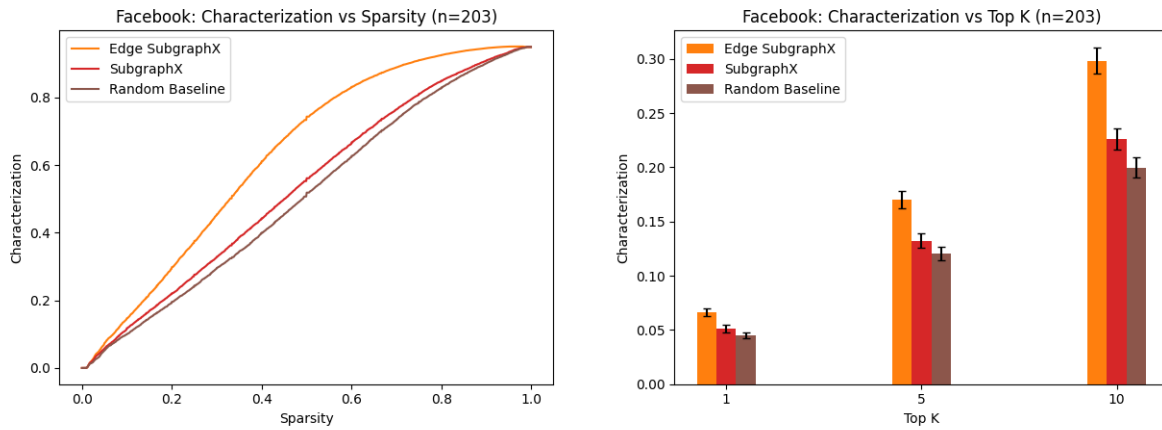 Facebook: Characterization vs Sparsity (n=203)
Edge SubgraphX
SubgraphX
Random Baseline
Characterization
0.8
0.6
0.4
0.2
0.0
0.0 0.2 0.4 0.6 0.8 1.0
Sparsity
Facebook: Characterization vs Top K (n=203)
Edge SubgraphX
SubgraphX
Random Baseline
Characterization
0.30
0.25
0.20
0.15
0.10
0.05
0.00
1 5 10
Top K